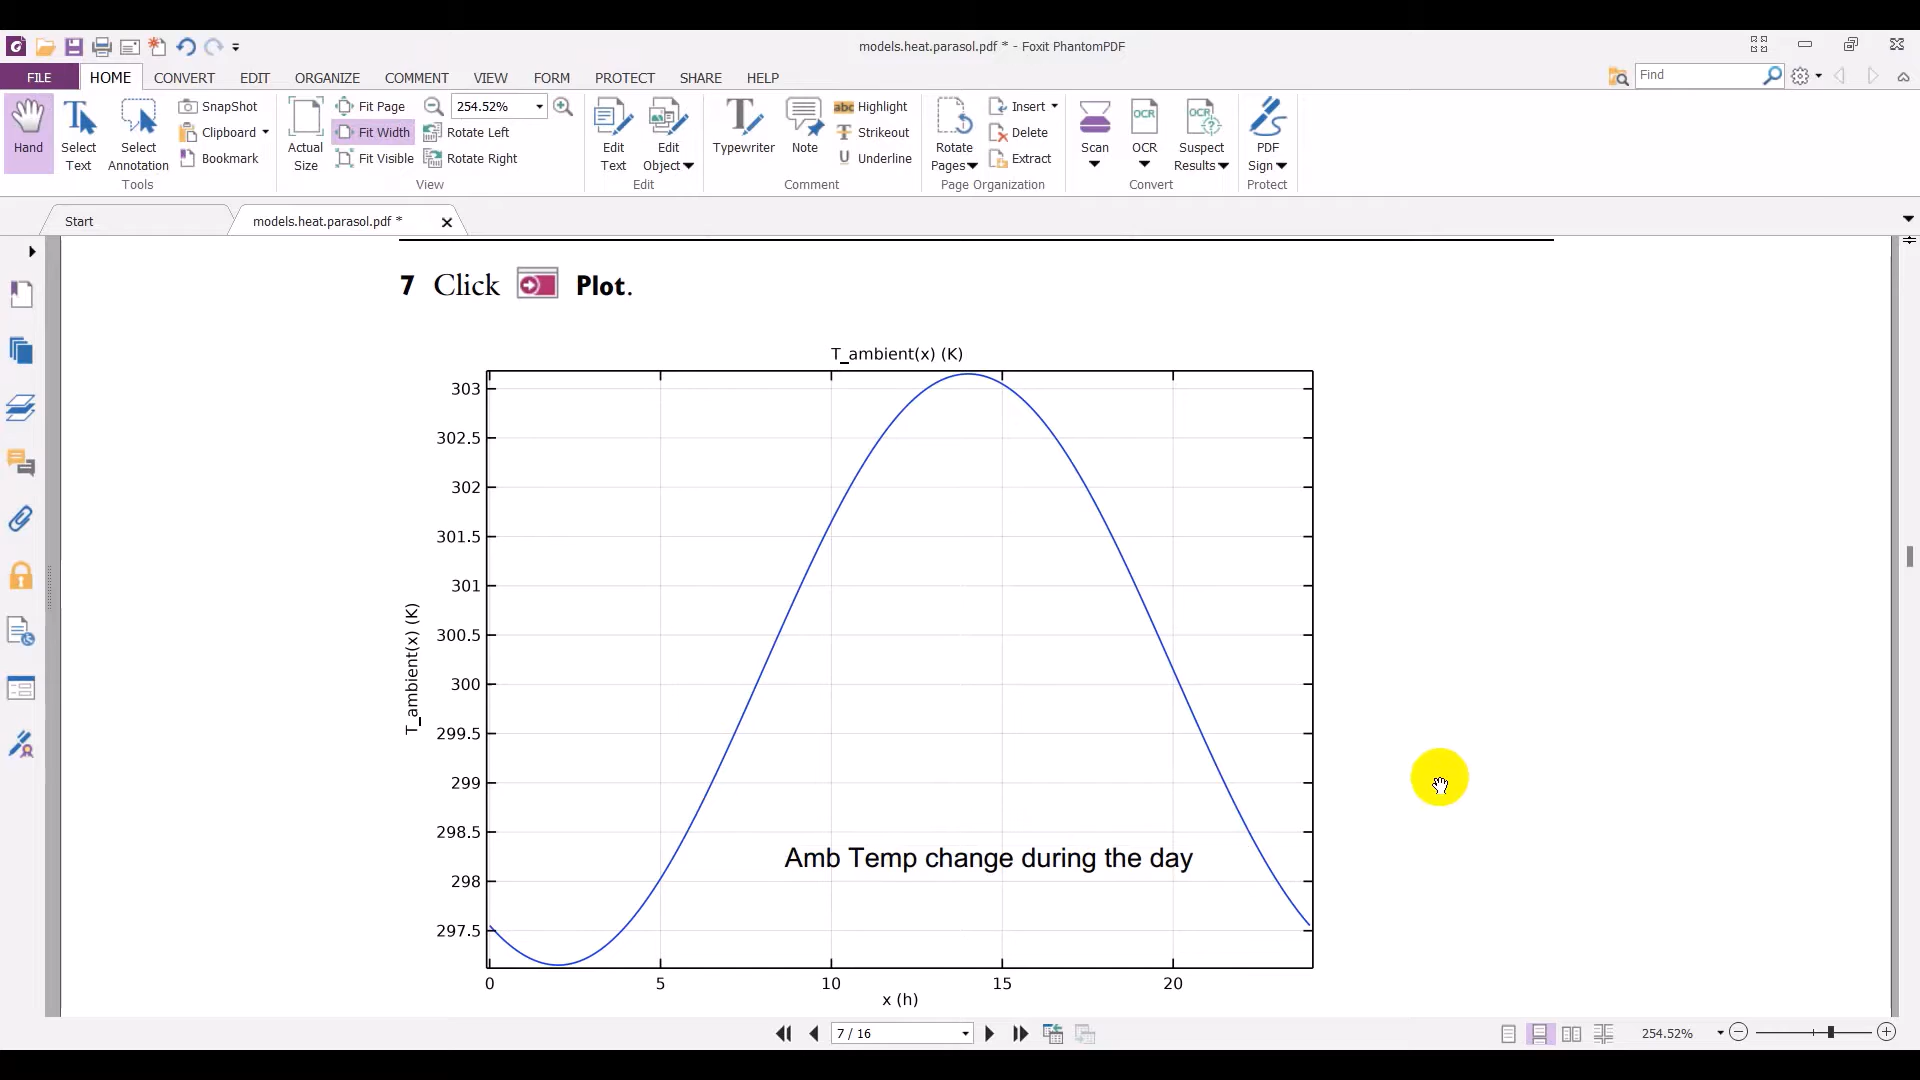 models.heat.parasol.pdf * - Foxit PhantomPDF
FILE HOME CONVERT EDIT ORGANIZE COMMENT VIEW FORM PROTECT SHARE HELP Find
Hand
Select Text
Select Annotation
SnapShot
Clipboard
Bookmark
Tools
Actual Size
Fit Page
Fit Width
Fit Visible
254.52%
Rotate Left
Rotate Right
View
Edit Text
Edit Object
Edit
Typewriter
Note
abc Highlight
T Strikeout
U Underline
Comment
Rotate Pages
Insert
Delete
Extract
Page Organization
Scan
OCR
OCR
OCR
Suspect Results
Convert
PDF Sign
Protect
Start
models.heat.parasol.pdf *
7 Click Plot.
T_ambient(x) (K)
303
302.5
302
301.5
301
300.5
300
299.5
299
298.5
298
297.5
T_ambient(x) (K)
Amb Temp change during the day
0 5 10 15 20
x (h)
7 / 16
254.52%